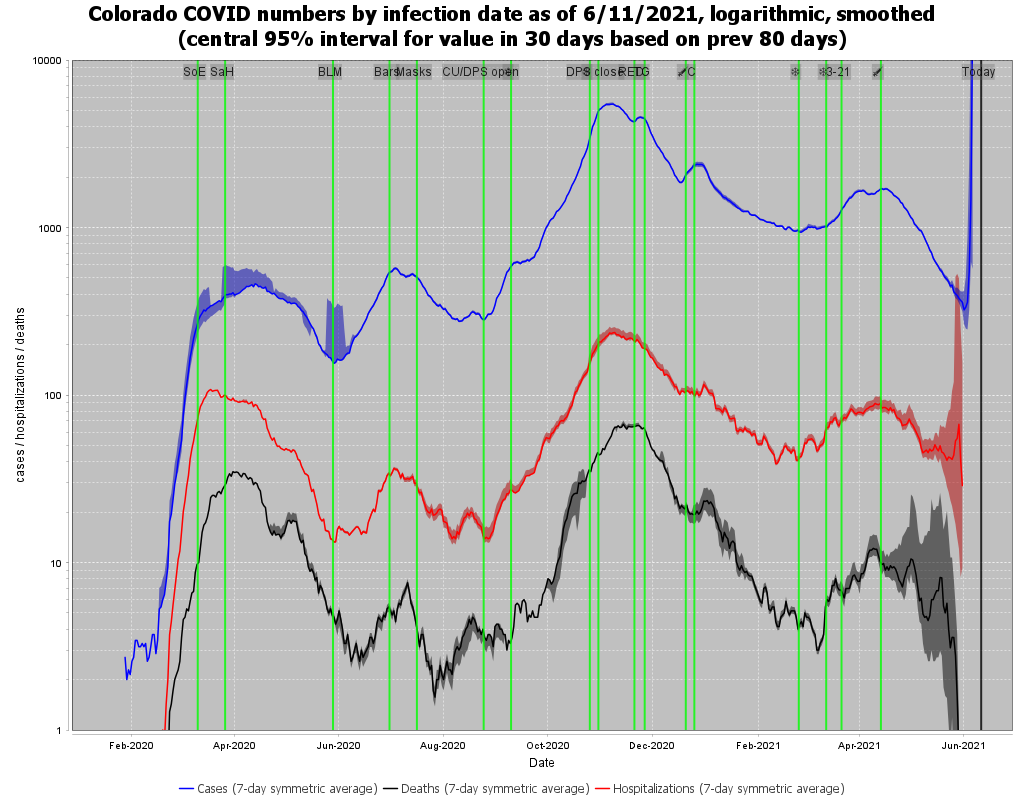 Colorado COVID numbers by infection date as of 6/11/2021, logarithmic, smoothed
(central 95% interval for value in 30 days based on prev 80 days)
10000
1000
100
10
1
cases / hospitalizations / deaths
SoE SaH BLM Bars Masks CU/DPS open DPS close RED TG C 3-21 Today
Feb-2020 Apr-2020 Jun-2020 Aug-2020 Oct-2020 Dec-2020 Feb-2021 Apr-2021 Jun-2021
Date
Cases (7-day symmetric average) Deaths (7-day symmetric average) Hospitalizations (7-day symmetric average)